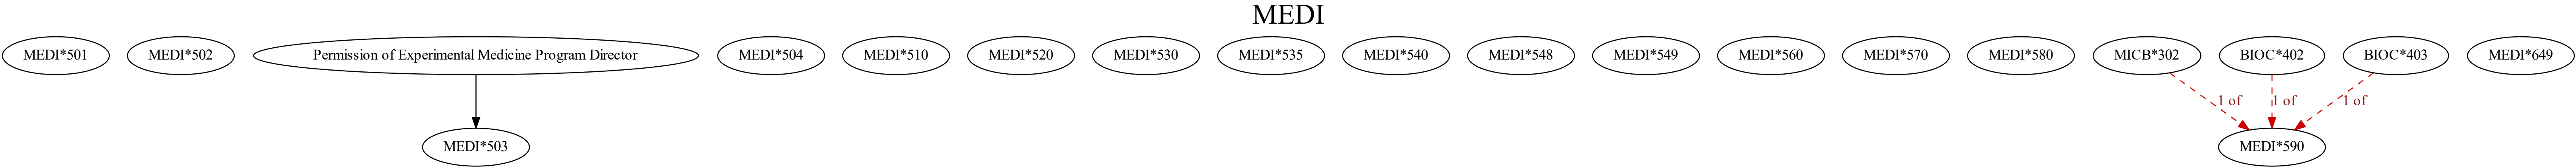 MEDI
MEDI*501
MEDI*502
Permission of Experimental Medicine Program Director
MEDI*504
MEDI*510
MEDI*520
MEDI*530
MEDI*535
MEDI*540
MEDI*548
MEDI*549
MEDI*560
MEDI*570
MEDI*580
MICB*302
BIOC*402
BIOC*403
MEDI*649
1 of
1 of
1 of
MEDI*503
MEDI*590